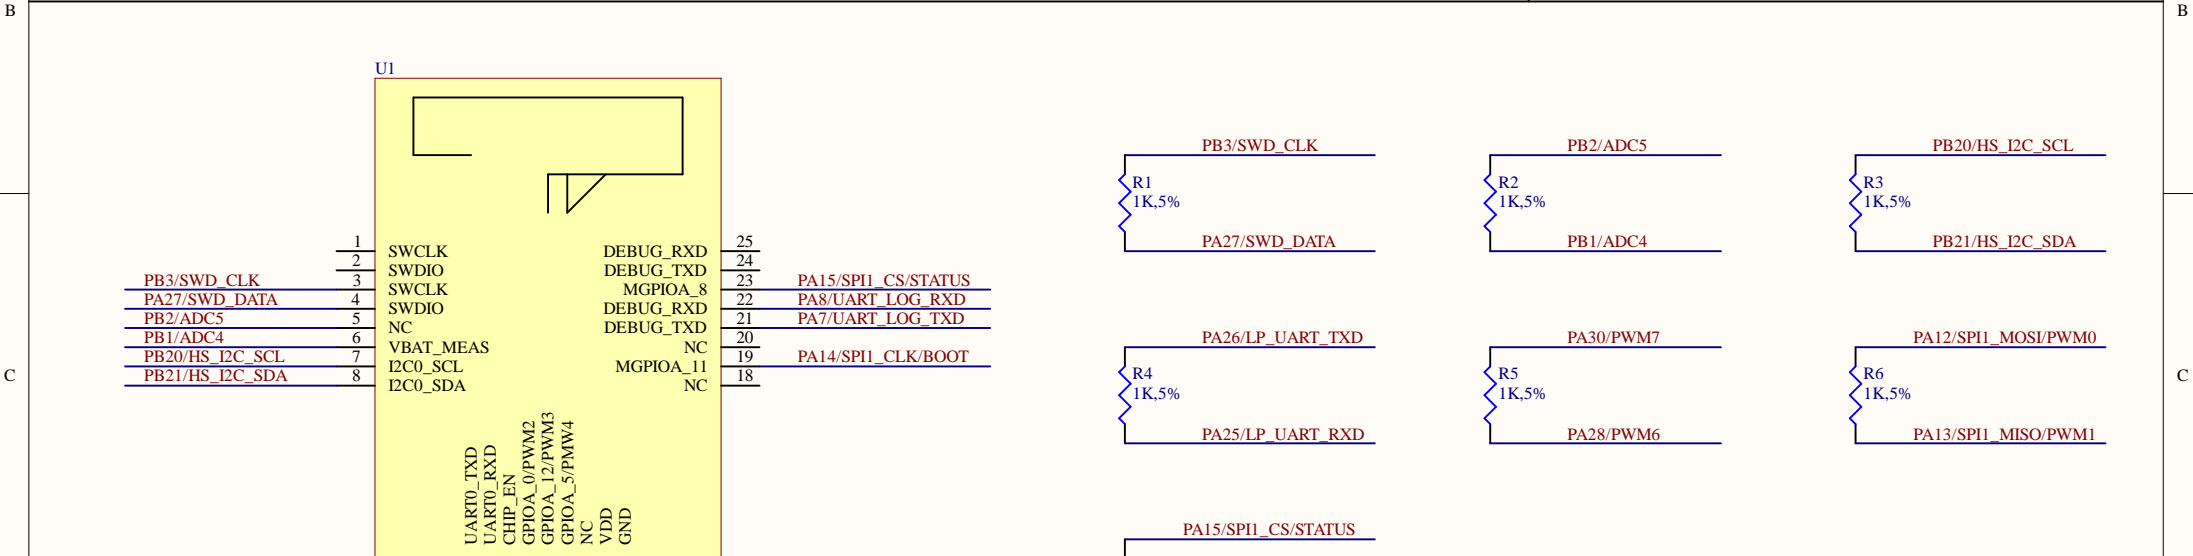 B
B
U1
PB3/SWD_CLK
PB2/ADC5
PB20/HS_I2C_SCL
R1
1K,5%
R2
1K,5%
R3
1K,5%
PA27/SWD_DATA
PB1/ADC4
PB21/HS_I2C_SDA
1 SWCLK DEBUG_RXD 25
2 SWDIO DEBUG_TXD 24
PB3/SWD_CLK 3 SWCLK MGPIOA_8 23 PA15/SPI1_CS/STATUS
PA27/SWD_DATA 4 SWDIO DEBUG_RXD 22 PA8/UART_LOG_RXD
PB2/ADC5 5 NC DEBUG_TXD 21 PA7/UART_LOG_TXD
PB1/ADC4 6 VBAT_MEAS NC 20
PB20/HS_I2C_SCL 7 I2C0_SCL MGPIOA_11 19 PA14/SPI1_CLK/BOOT
PB21/HS_I2C_SDA 8 I2C0_SDA NC 18
PA26/LP_UART_TXD
PA30/PWM7
PA12/SPI1_MOSI/PWM0
C
C
R4
1K,5%
R5
1K,5%
R6
1K,5%
PA25/LP_UART_RXD
PA28/PWM6
PA13/SPI1_MISO/PWM1
UART0_TXD
UART0_RXD
CHIP_EN
GPIOA_0/PWM2
GPIOA_12/PWM3
GPIOA_5/PMW4
NC
VDD
GND
PA15/SPI1_CS/STATUS